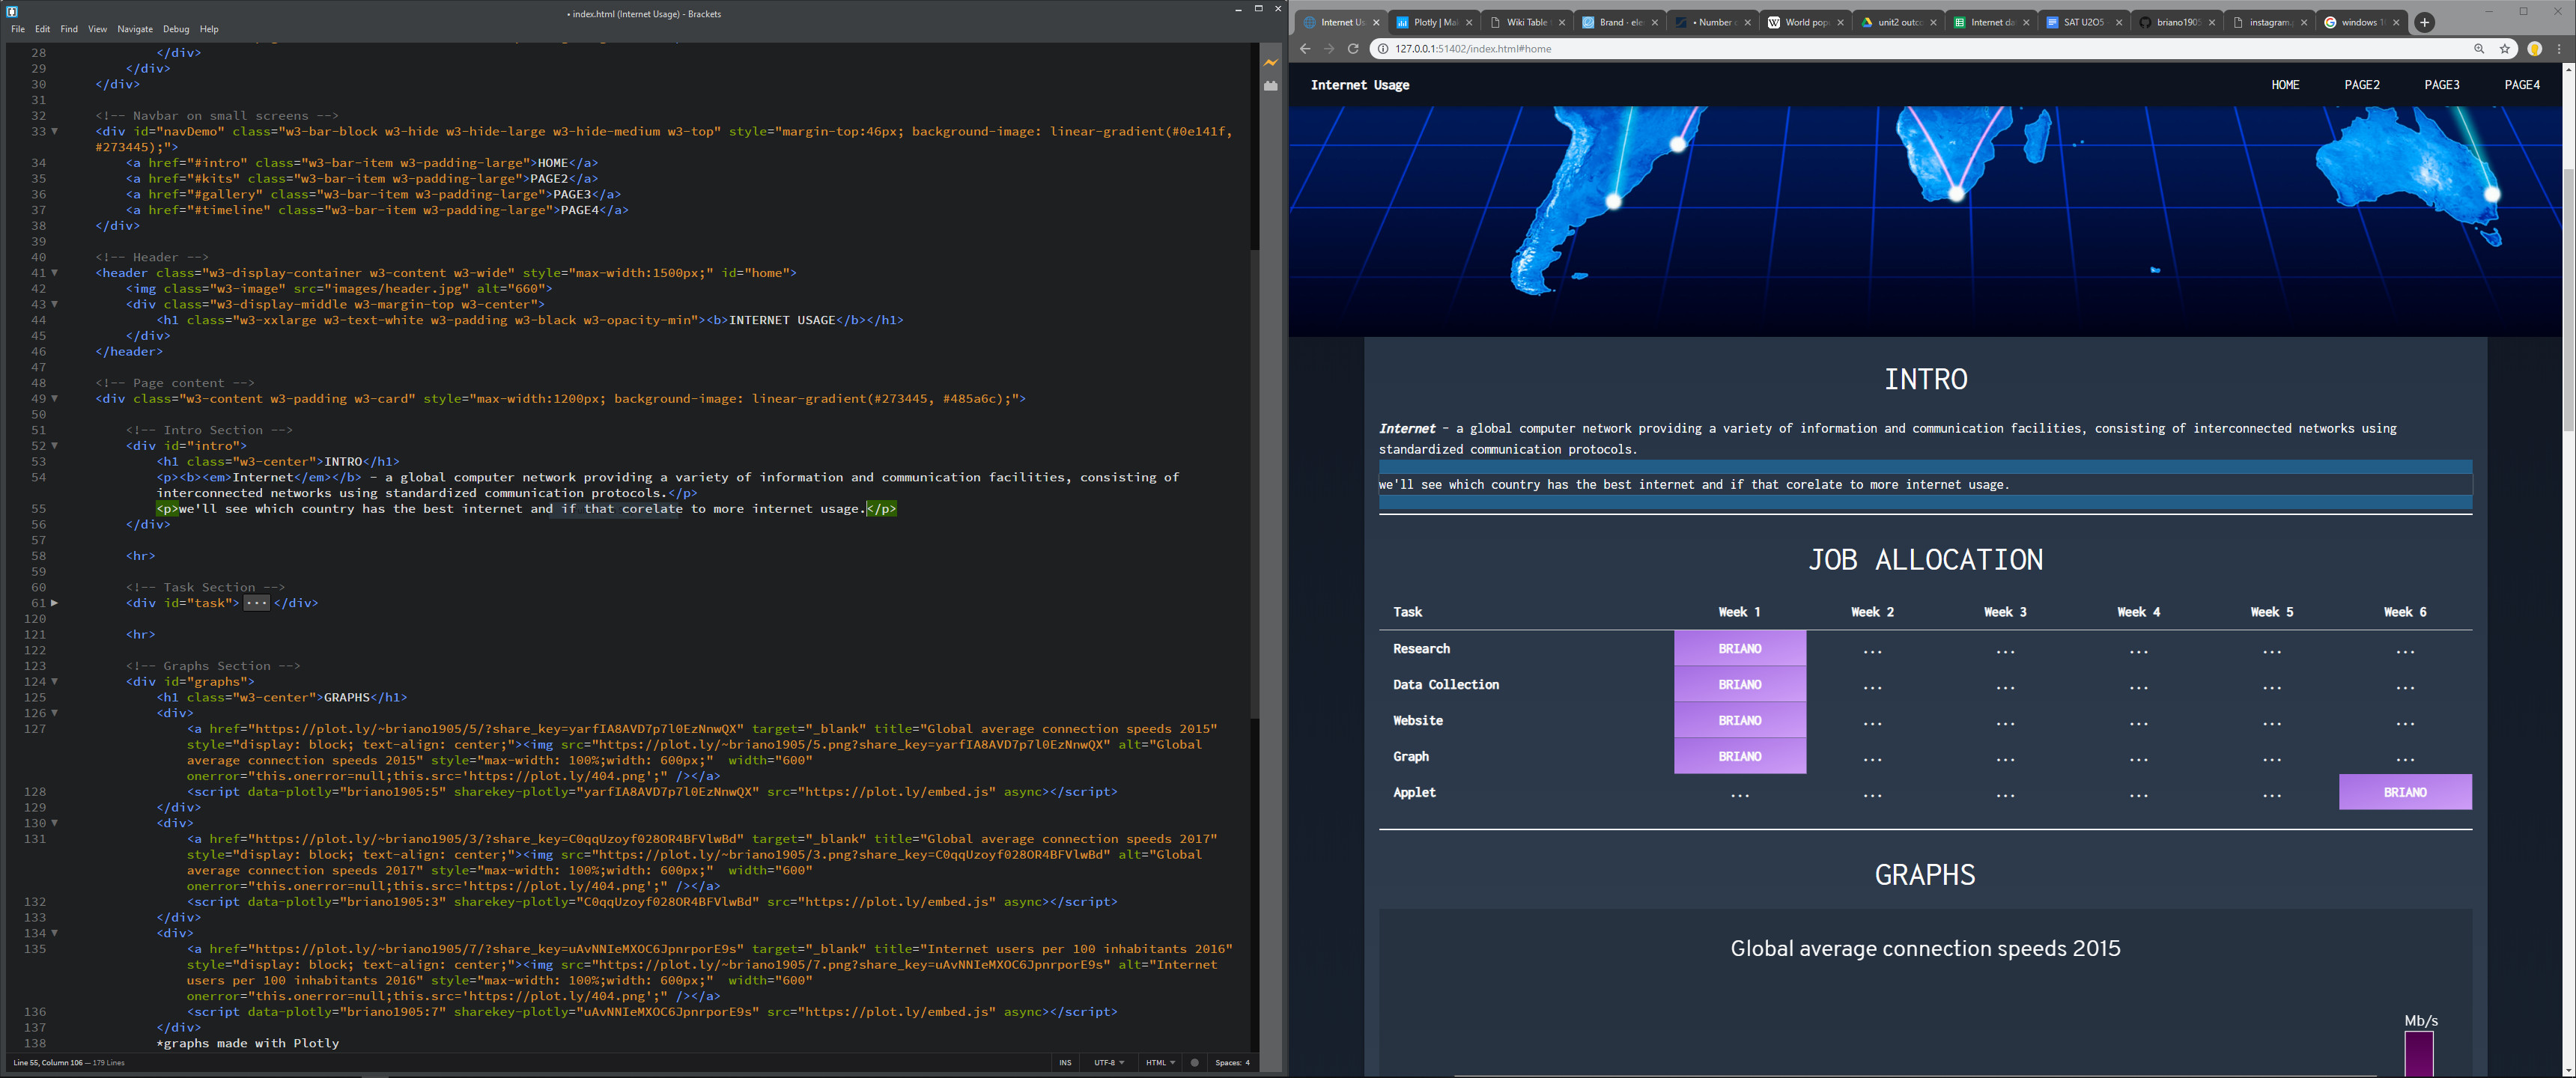 • index.html (Internet Usage) - Brackets
File Edit Find View Navigate Debug Help
28 </div>
29 </div>
30 </div>
31
32 <!-- Navbar on small screens -->
33 <div id="navDemo" class="w3-bar-block w3-hide w3-hide-large w3-hide-medium w3-top" style="margin-top:46px; background-image: linear-gradient(#0e141f,
#273445);">
34 <a href="#intro" class="w3-bar-item w3-padding-large">HOME</a>
35 <a href="#kits" class="w3-bar-item w3-padding-large">PAGE2</a>
36 <a href="#gallery" class="w3-bar-item w3-padding-large">PAGE3</a>
37 <a href="#timeline" class="w3-bar-item w3-padding-large">PAGE4</a>
38 </div>
39
40 <!-- Header -->
41 <header class="w3-display-container w3-content w3-wide" style="max-width:1500px;" id="home">
42 <img class="w3-image" src="images/header.jpg" alt="660">
43 <div class="w3-display-middle w3-margin-top w3-center">
44 <h1 class="w3-xxlarge w3-text-white w3-padding w3-black w3-opacity-min"><b>INTERNET USAGE</b></h1>
45 </div>
46 </header>
47
48 <!-- Page content -->
49 <div class="w3-content w3-padding w3-card" style="max-width:1200px; background-image: linear-gradient(#273445, #485a6c);">
50
51 <!-- Intro Section -->
52 <div id="intro">
53 <h1 class="w3-center">INTRO</h1>
54 <p><b><em>Internet</em></b> - a global computer network providing a variety of information and communication facilities, consisting of
interconnected networks using standardized communication protocols.</p>
55 <p>we'll see which country has the best internet and if that corelate to more internet usage.</p>
56 </div>
57
58 <hr>
59
60 <!-- Task Section -->
61 <div id="task"> ... </div>
120
121 <hr>
122
123 <!-- Graphs Section -->
124 <div id="graphs">
125 <h1 class="w3-center">GRAPHS</h1>
126 <div>
127 <a href="https://plot.ly/~briano1905/5/?share_key=yarfIA8AVD7p7l0EzNnwQX" target="_blank" title="Global average connection speeds 2015"
style="display: block; text-align: center;"><img src="https://plot.ly/~briano1905/5.png?share_key=yarfIA8AVD7p7l0EzNnwQX" alt="Global
average connection speeds 2015" style="max-width: 100%;width: 600px;" width="600"
onerror="this.onerror=null;this.src='https://plot.ly/404.png';" /></a>
128 <script data-plotly="briano1905:5" sharekey-plotly="yarfIA8AVD7p7l0EzNnwQX" src="https://plot.ly/embed.js" async></script>
129 </div>
130 <div>
131 <a href="https://plot.ly/~briano1905/3/?share_key=C0qqUzoyf028OR4BFVlwBd" target="_blank" title="Global average connection speeds 2017"
style="display: block; text-align: center;"><img src="https://plot.ly/~briano1905/3.png?share_key=C0qqUzoyf028OR4BFVlwBd" alt="Global
average connection speeds 2017" style="max-width: 100%;width: 600px;" width="600"
onerror="this.onerror=null;this.src='https://plot.ly/404.png';" /></a>
132 <script data-plotly="briano1905:3" sharekey-plotly="C0qqUzoyf028OR4BFVlwBd" src="https://plot.ly/embed.js" async></script>
133 </div>
134 <div>
135 <a href="https://plot.ly/~briano1905/7/?share_key=uAvNNIeMXOC6JpnrporE9s" target="_blank" title="Internet users per 100 inhabitants 2016"
style="display: block; text-align: center;"><img src="https://plot.ly/~briano1905/7.png?share_key=uAvNNIeMXOC6JpnrporE9s" alt="Internet
users per 100 inhabitants 2016" style="max-width: 100%;width: 600px;" width="600"
onerror="this.onerror=null;this.src='https://plot.ly/404.png';" /></a>
136 <script data-plotly="briano1905:7" sharekey-plotly="uAvNNIeMXOC6JpnrporE9s" src="https://plot.ly/embed.js" async></script>
137 </div>
138 *graphs made with Plotly
Line 55, Column 106 — 179 Lines INS UTF-8 HTML Spaces: 4
Internet Us Plotly | Ma Wiki Table Brand - ele • Number World pop unit2 outc Internet da SAT U2O5 briano1905 instagram. windows 1
127.0.0.1:51402/index.html#home
Internet Usage HOME PAGE2 PAGE3 PAGE4
INTRO
Internet - a global computer network providing a variety of information and communication facilities, consisting of interconnected networks using
standardized communication protocols.
we'll see which country has the best internet and if that corelate to more internet usage.
JOB ALLOCATION
Task Week 1 Week 2 Week 3 Week 4 Week 5 Week 6
Research BRIANO ... ... ... ... ...
Data Collection BRIANO ... ... ... ... ...
Website BRIANO ... ... ... ... ...
Graph BRIANO ... ... ... ... ...
Applet ... ... ... ... ... BRIANO
GRAPHS
Global average connection speeds 2015
Mb/s